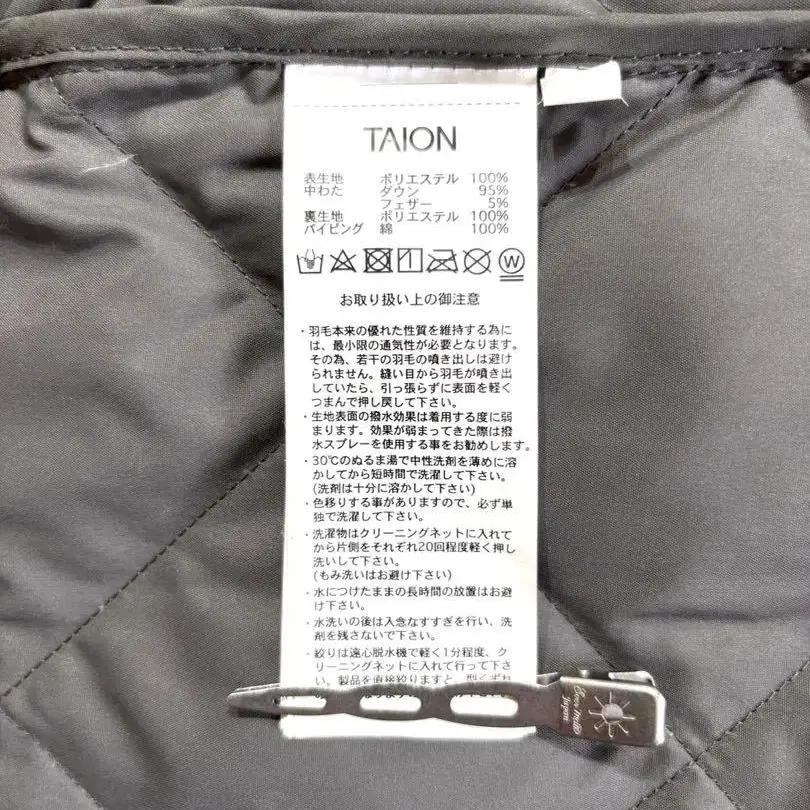 TAION
表生地 ポリエステル 100%
中わた ダウン 95%
フェザー 5%
裏生地 ポリエステル 100%
パイピング 綿 100%
W
お取り扱い上の御注意
・羽毛本来の優れた性質を維持する為に
は、最小限の通気性が必要となります。
その為、若干の羽毛の噴き出しは避け
られません。縫い目から羽毛が噴き出
していたら、引っ張らずに表面を軽く
つまんで押し戻して下さい。
・生地表面の撥水効果は着用する度に弱
まります。効果が弱まってきた際は撥
水スプレーを使用する事をお勧めします。
・30℃のぬるま湯で中性洗剤を薄めに溶
かしてから短時間で洗濯して下さい。
(洗剤は十分に溶かして下さい)
・色移りする事がありますので、必ず単
独で洗濯して下さい。
・洗濯物はクリーニングネットに入れて
から片側をそれぞれ20回程度軽く押し
洗いして下さい。
(もみ洗いはお避け下さい)
・水につけたままの長時間の放置はお避
け下さい。
・水洗いの後は入念なすすぎを行い、洗
剤を残さないで下さい。
・絞りは遠心脱水機で軽く1分程度、ク
リーニングネットに入れて行って下さ
い。製品を直接絞りますと、型くずれ
Japan